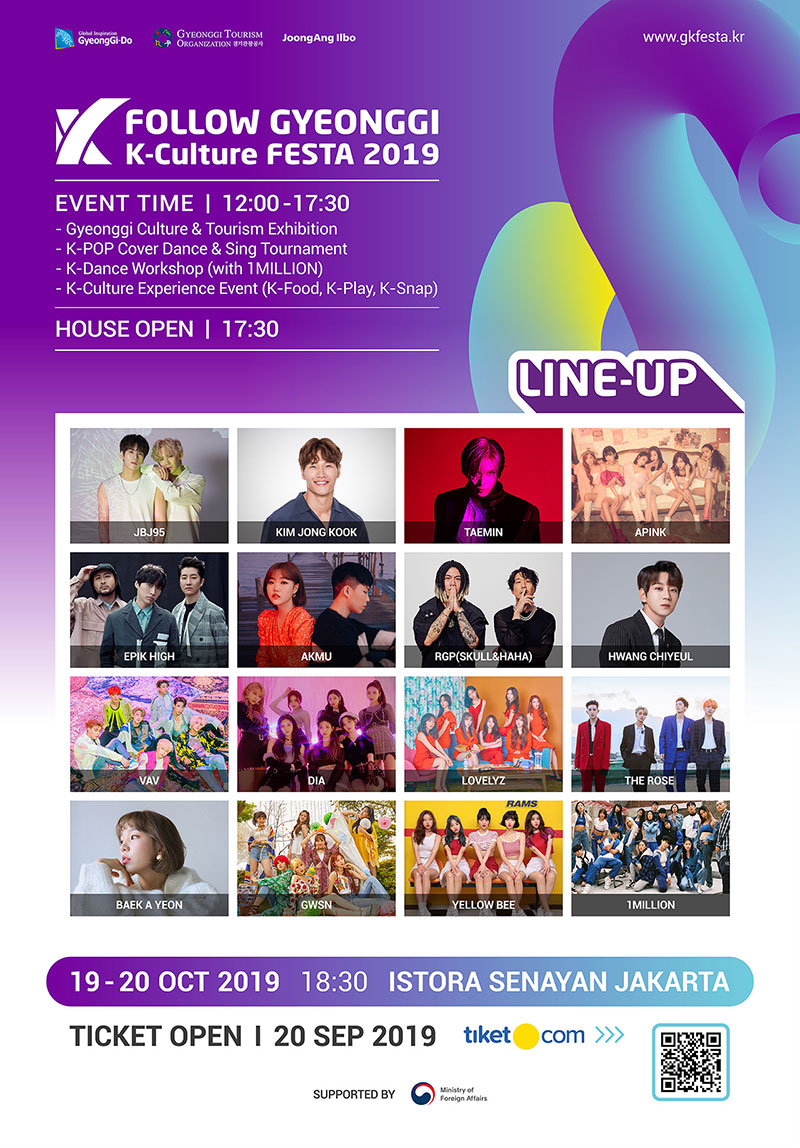 Global Inspiration
GyeongGi-Do
GYEONGGI TOURISM
ORGANIZATION 경기관광공사
JoongAng Ilbo
www.gkfesta.kr
K FOLLOW GYEONGGI
K-Culture FESTA 2019
EVENT TIME | 12:00-17:30
- Gyeonggi Culture & Tourism Exhibition
- K-POP Cover Dance & Sing Tournament
- K-Dance Workshop (with 1MILLION)
- K-Culture Experience Event (K-Food, K-Play, K-Snap)
HOUSE OPEN | 17:30
LINE-UP
JBJ95
KIM JONG KOOK
TAEMIN
APINK
EPIK HIGH
AKMU
RGP(SKULL&HAHA)
HWANG CHIYEUL
VAV
DIA
LOVELYZ
THE ROSE
BAEK A YEON
GWSN
RAMS
YELLOW BEE
1MILLION
19-20 OCT 2019 18:30 ISTORA SENAYAN JAKARTA
TICKET OPEN I 20 SEP 2019 tiket.com >>>
SUPPORTED BY
Ministry of
Foreign Affairs